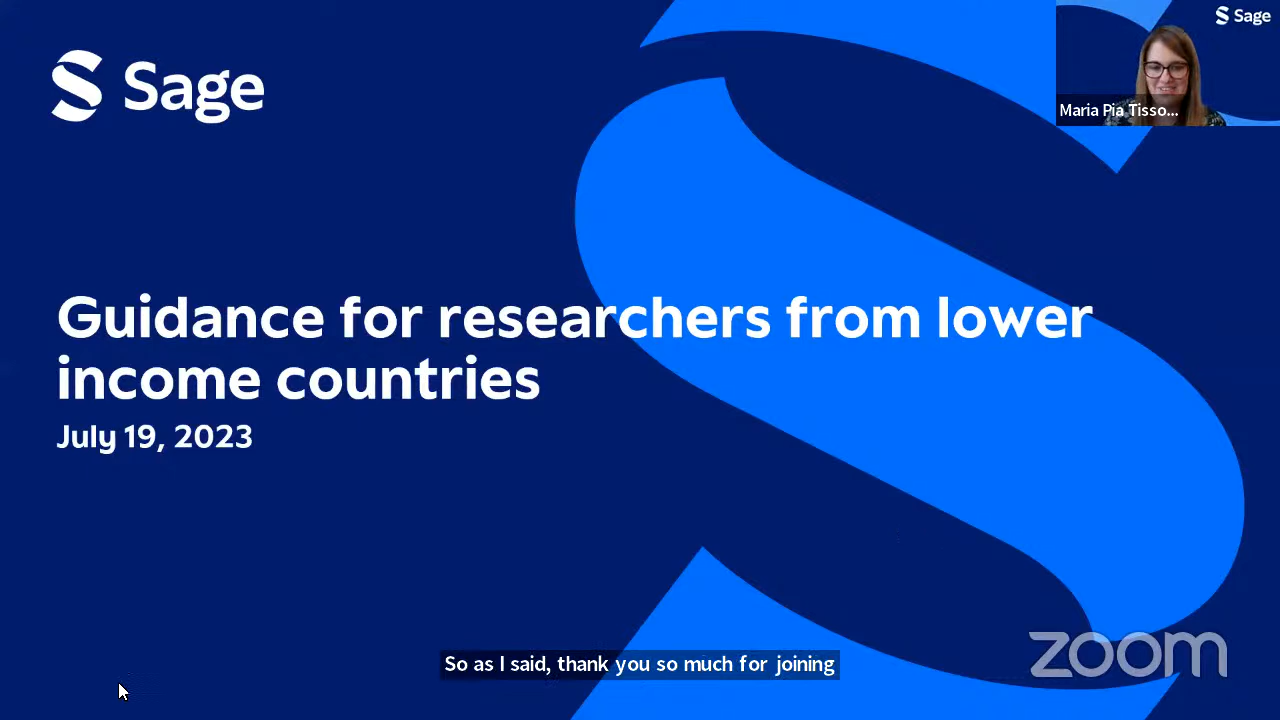 Sage
Sage
Maria Pia Tisso...
Guidance for researchers from lower
income countries
July 19, 2023
So as I said, thank you so much for joining
zoom